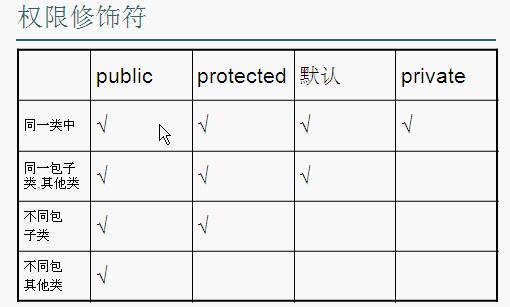 权限修饰符
public protected 默认 private
同一类中 √ √ √ √
同一包子
类,其他类 √ √ √
不同包
子类 √ √
不同包
其他类 √